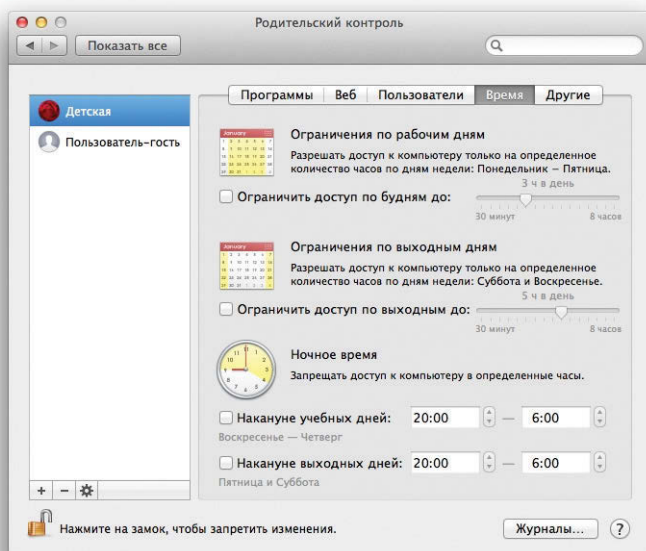 Родительский контроль
Показать все
Программы Веб Пользователи Время Другие
Детская
Пользователь-гость
Ограничения по рабочим дням
Разрешать доступ к компьютеру только на определенное
количество часов по дням недели: Понедельник — Пятница.
3 ч в день
Ограничить доступ по будням до:
30 минут 8 часов
Ограничения по выходным дням
Разрешать доступ к компьютеру только на определенное
количество часов по дням недели: Суббота и Воскресенье.
5 ч в день
Ограничить доступ по выходным до:
30 минут 8 часов
Ночное время
Запрещать доступ к компьютеру в определенные часы.
Накануне учебных дней: 20:00 — 6:00
Воскресенье — Четверг
Накануне выходных дней: 20:00 — 6:00
Пятница и Суббота
Нажмите на замок, чтобы запретить изменения.
Журналы... ?